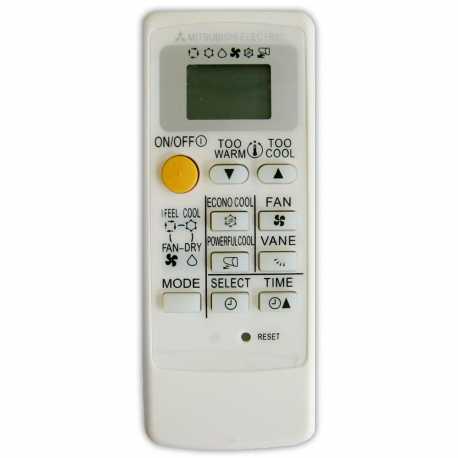 MITSUBISHI ELECTRIC
ON/OFF TOO WARM TOO COOL
ECONO COOL FAN
I FEEL COOL
POWERFUL COOL VANE
FAN DRY
MODE SELECT TIME
RESET